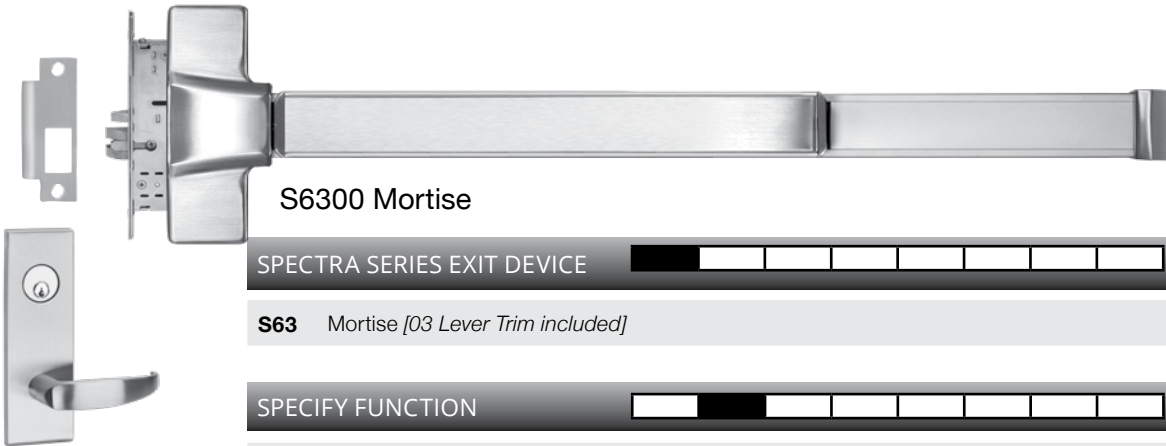 S6300 Mortise
SPECTRA SERIES EXIT DEVICE
S63 Mortise [03 Lever Trim included]
SPECIFY FUNCTION